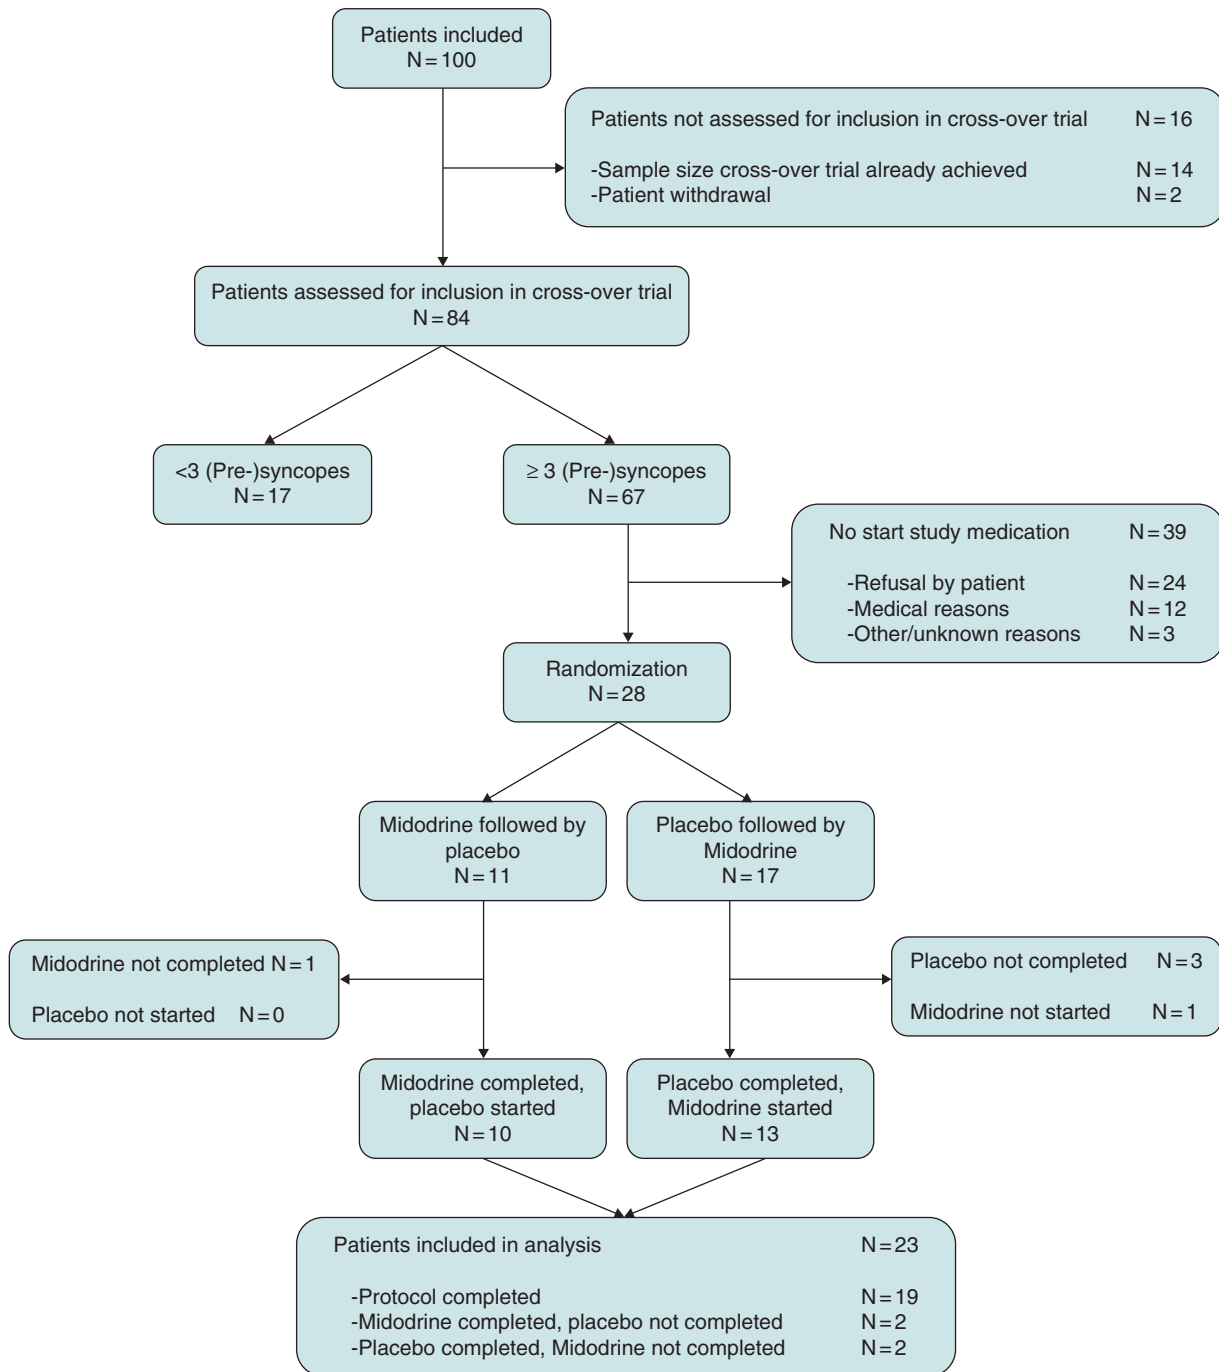 Patients included
N=100
Patients not assessed for inclusion in cross-over trial N=16
-Sample size cross-over trial already achieved N=14
-Patient withdrawal N=2
Patients assessed for inclusion in cross-over trial
N=84
<3 (Pre-)syncopes
N=17
≥ 3 (Pre-)syncopes
N=67
No start study medication N=39
-Refusal by patient N=24
-Medical reasons N=12
-Other/unknown reasons N=3
Randomization
N=28
Midodrine followed by
placebo
N=11
Placebo followed by
Midodrine
N=17
Midodrine not completed N=1
Placebo not started N=0
Placebo not completed N=3
Midodrine not started N=1
Midodrine completed,
placebo started
N=10
Placebo completed,
Midodrine started
N=13
Patients included in analysis N=23
-Protocol completed N=19
-Midodrine completed, placebo not completed N=2
-Placebo completed, Midodrine not completed N=2